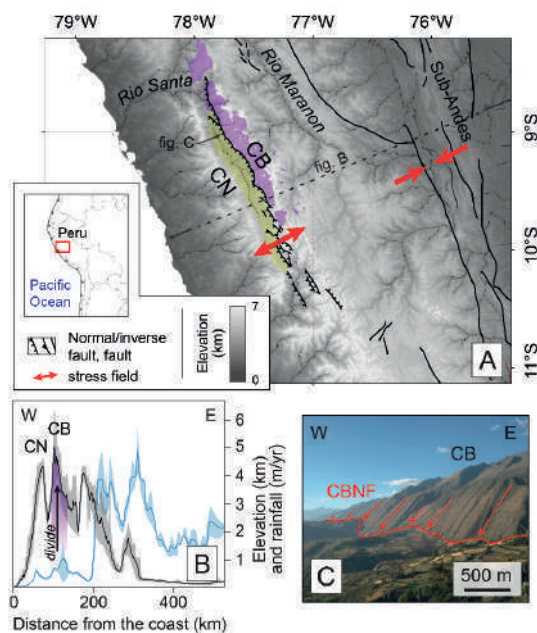 79°W
78°W
77°W
76°W
Rio Santa
Rio Maranon
Sub-Andes
9°S
fig. C
CB
fig. B
CN
10°S
Peru
Pacific
Ocean
Normal/inverse
fault, fault
stress field
Elevation
(km)
7
0
A
11°S
W
E
CN
CB
divide
6
5
4
3
2
1
Elevation (km)
and rainfall (m/yr)
B
0
200
400
Distance from the coast (km)
W
E
CB
CBNF
C
500 m